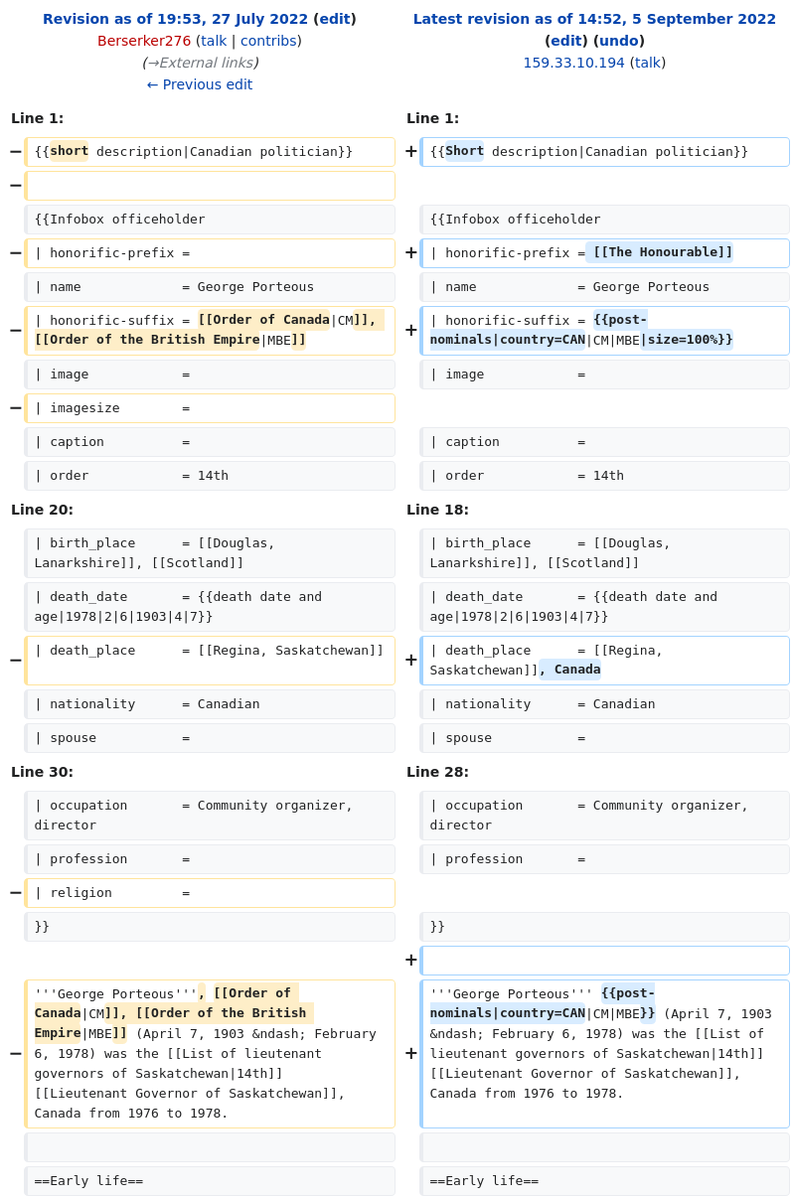 Revision as of 19:53, 27 July 2022 (edit)
Berserker276 (talk | contribs)
(→External links)
← Previous edit
Latest revision as of 14:52, 5 September 2022
(edit) (undo)
159.33.10.194 (talk)
Line 1:
Line 1:
− {{short description|Canadian politician}}
+ {{Short description|Canadian politician}}
−
{{Infobox officeholder
{{Infobox officeholder
− | honorific-prefix =
+ | honorific-prefix = [[The Honourable]]
| name = George Porteous
| name = George Porteous
− | honorific-suffix = [[Order of Canada|CM]],
[[Order of the British Empire|MBE]]
+ | honorific-suffix = {{post-
nominals|country=CAN|CM|MBE|size=100%}}
| image =
| image =
− | imagesize =
| caption =
| caption =
| order = 14th
| order = 14th
Line 20:
Line 18:
| birth_place = [[Douglas,
Lanarkshire]], [[Scotland]]
| birth_place = [[Douglas,
Lanarkshire]], [[Scotland]]
| death_date = {{death date and
age|1978|2|6|1903|4|7}}
| death_date = {{death date and
age|1978|2|6|1903|4|7}}
− | death_place = [[Regina, Saskatchewan]]
+ | death_place = [[Regina,
Saskatchewan]], Canada
| nationality = Canadian
| nationality = Canadian
| spouse =
| spouse =
Line 30:
Line 28:
| occupation = Community organizer,
director
| occupation = Community organizer,
director
| profession =
| profession =
− | religion =
}}
}}
+
− '''George Porteous''', [[Order of
Canada|CM]], [[Order of the British
Empire|MBE]] (April 7, 1903 &ndash; February
6, 1978) was the [[List of lieutenant
governors of Saskatchewan|14th]]
[[Lieutenant Governor of Saskatchewan]],
Canada from 1976 to 1978.
+ '''George Porteous''' {{post-
nominals|country=CAN|CM|MBE}} (April 7, 1903
&ndash; February 6, 1978) was the [[List of
lieutenant governors of Saskatchewan|14th]]
[[Lieutenant Governor of Saskatchewan]],
Canada from 1976 to 1978.
==Early life==
==Early life==